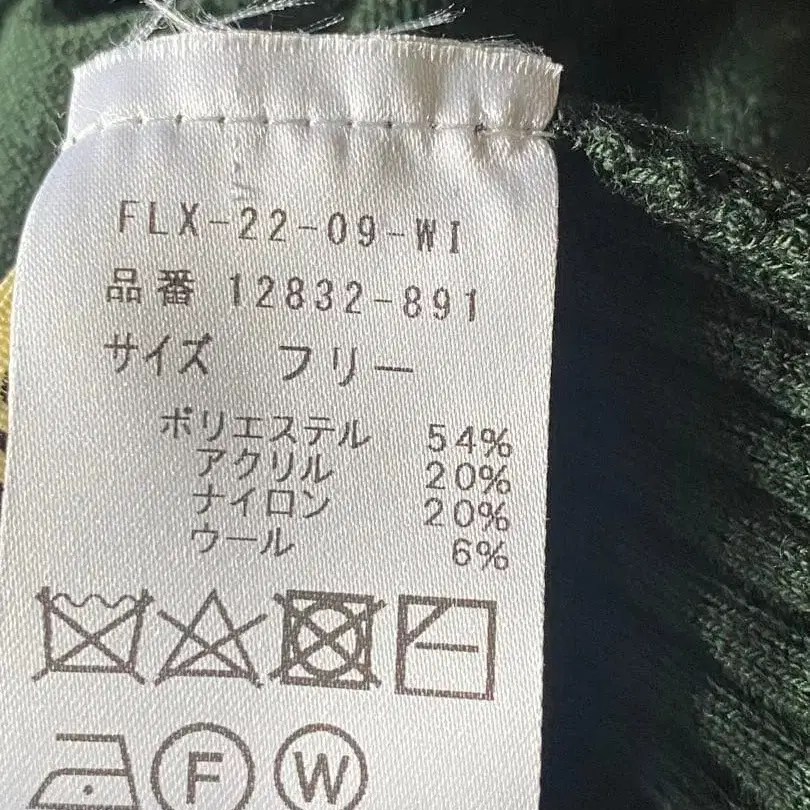 FLX-22-09-WI
品番 12832-891
サイズ フリー
ポリエステル 54%
アクリル 20%
ナイロン 20%
ウール 6%
F W